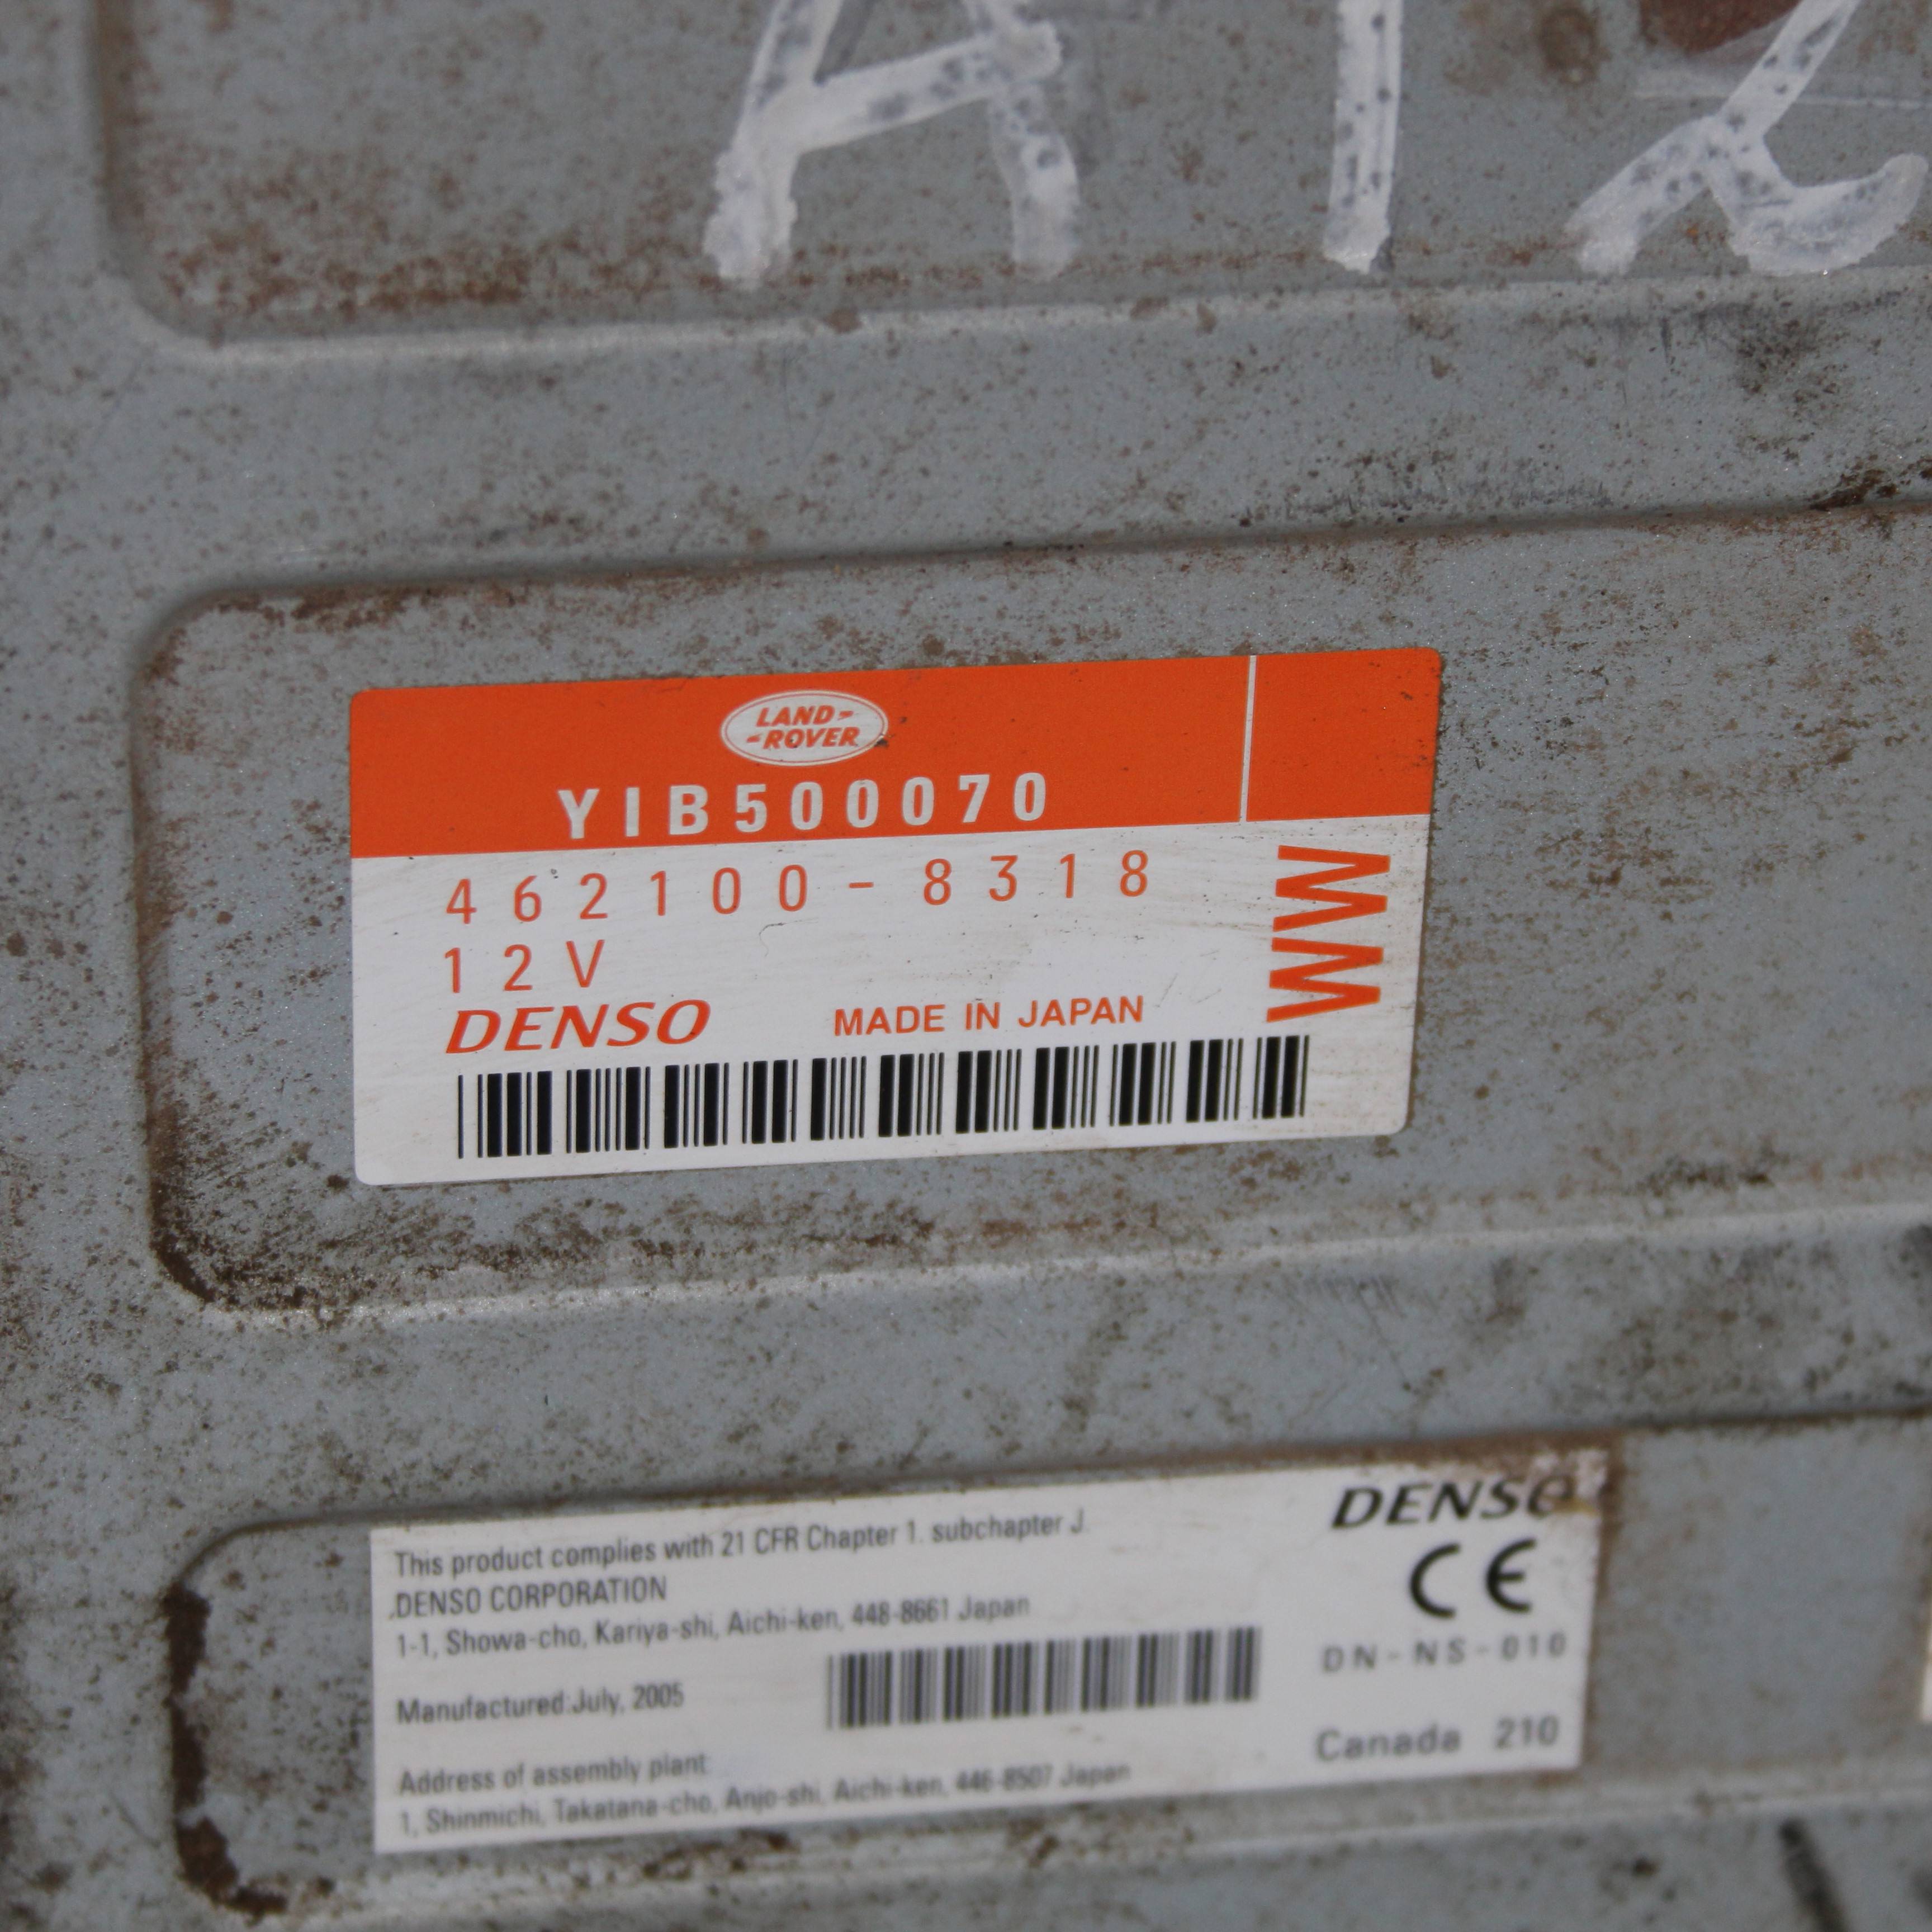 A12
LAND-
-ROVER
YIB500070
462100-8318
12V
DENSO MADE IN JAPAN
WW
This product complies with 21 CFR Chapter 1. subchapter J.
DENSO CORPORATION
1-1, Showa-cho, Kariya-shi, Aichi-ken, 448-8661 Japan
Manufactured:July, 2005
Address of assembly plant:
1, Shinmichi, Takatana-cho, Anjo-shi, Aichi-ken, 446-8507 Japan
DENSO
CE
DN-NS-010
Canada 210